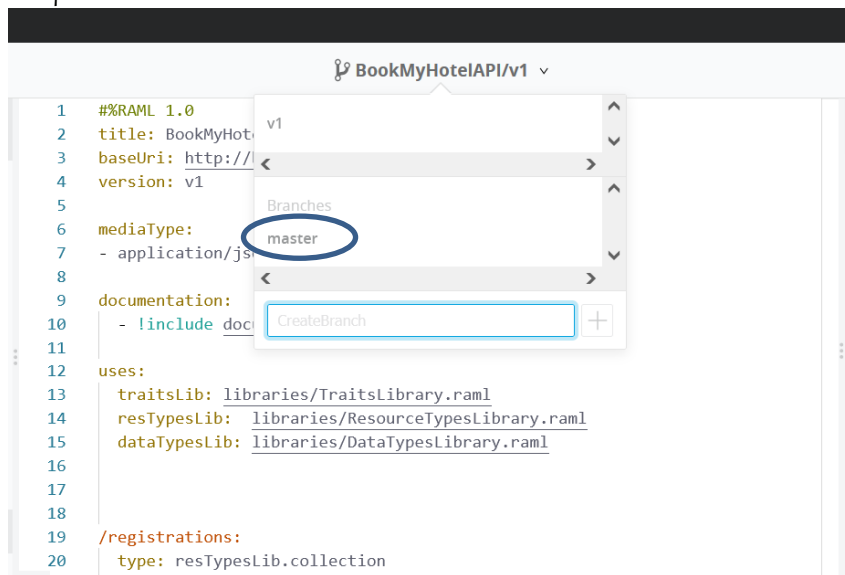 BookMyHotelAPI/v1
v1
Branches
master
CreateBranch
1 #%RAML 1.0
2 title: BookMyHot
3 baseUri: http://
4 version: v1
5
6 mediaType:
7 - application/js
8
9 documentation:
10 - !include doc
11
12 uses:
13 traitsLib: libraries/TraitsLibrary.raml
14 resTypesLib: libraries/ResourceTypesLibrary.raml
15 dataTypesLib: libraries/DataTypesLibrary.raml
16
17
18
19 /registrations:
20 type: resTypesLib.collection